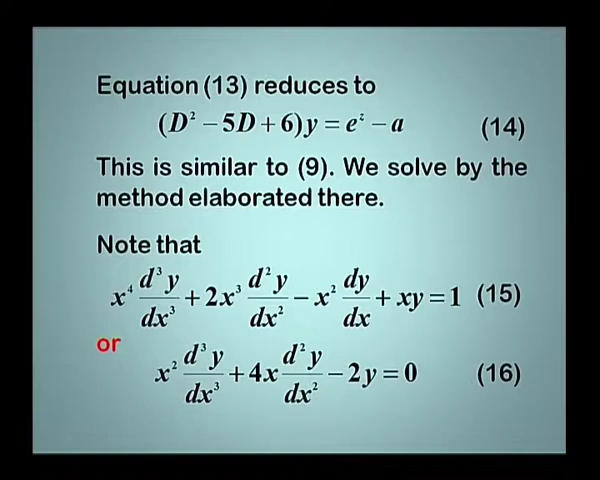 Equation (13) reduces to
(D² − 5D + 6)y = eᶻ − a (14)
This is similar to (9). We solve by the
method elaborated there.
Note that
x⁴ d³y/dx³ + 2x³ d²y/dx² − x² dy/dx + xy = 1 (15)
or
x² d³y/dx³ + 4x d²y/dx² − 2y = 0 (16)